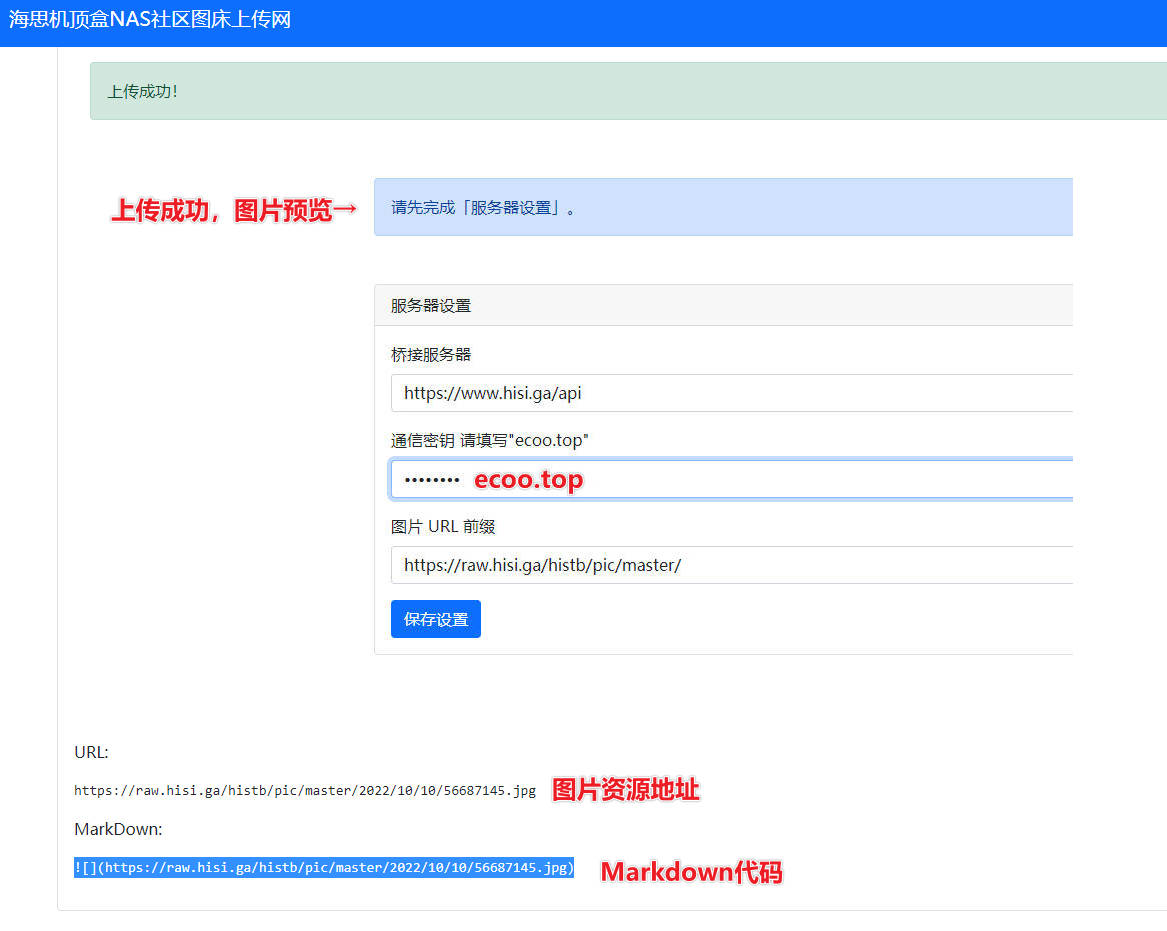 海思机顶盒NAS社区图床上传网
上传成功！
上传成功，图片预览→
请先完成「服务器设置」。
服务器设置
桥接服务器
https://www.hisi.ga/api
通信密钥 请填写"ecoo.top"
•••••••• ecoo.top
图片 URL 前缀
https://raw.hisi.ga/histb/pic/master/
保存设置
URL:
https://raw.hisi.ga/histb/pic/master/2022/10/10/56687145.jpg 图片资源地址
MarkDown:
![](https://raw.hisi.ga/histb/pic/master/2022/10/10/56687145.jpg) Markdown代码